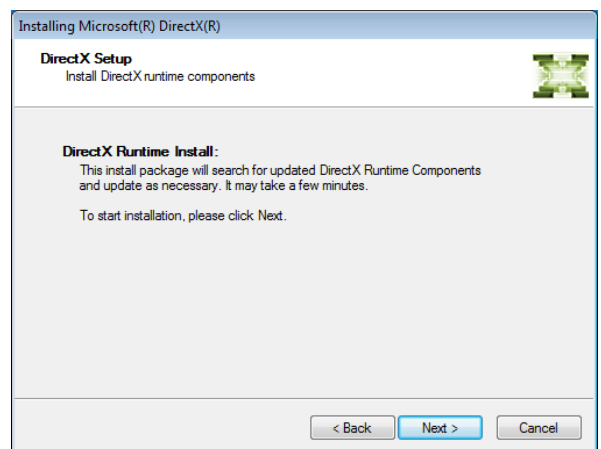 Installing Microsoft(R) DirectX(R)
DirectX Setup
Install DirectX runtime components
DirectX Runtime Install:
This install package will search for updated DirectX Runtime Components
and update as necessary. It may take a few minutes.
To start installation, please click Next.
< Back
Next >
Cancel